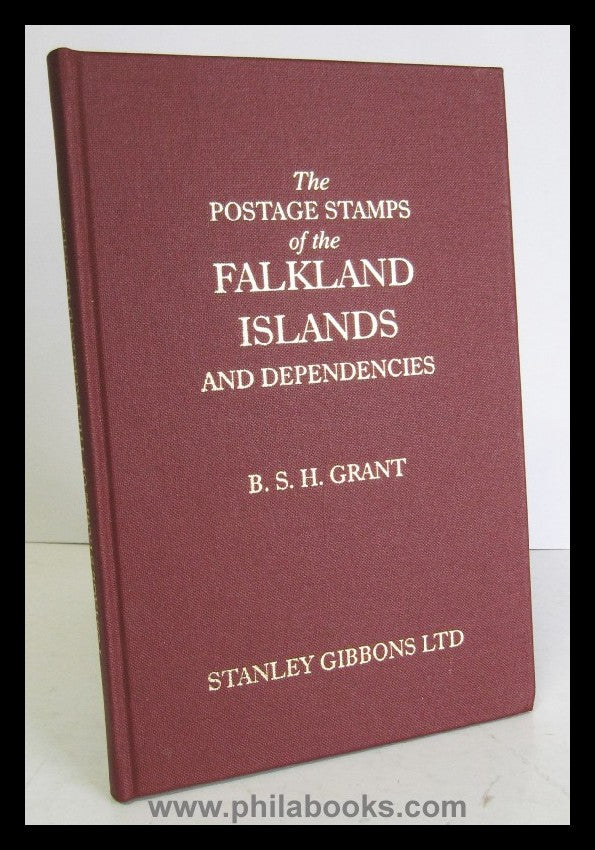 The
POSTAGE STAMPS
of the
FALKLAND
ISLANDS
AND DEPENDENCIES
B. S. H. GRANT
STANLEY GIBBONS LTD
www.philabooks.com